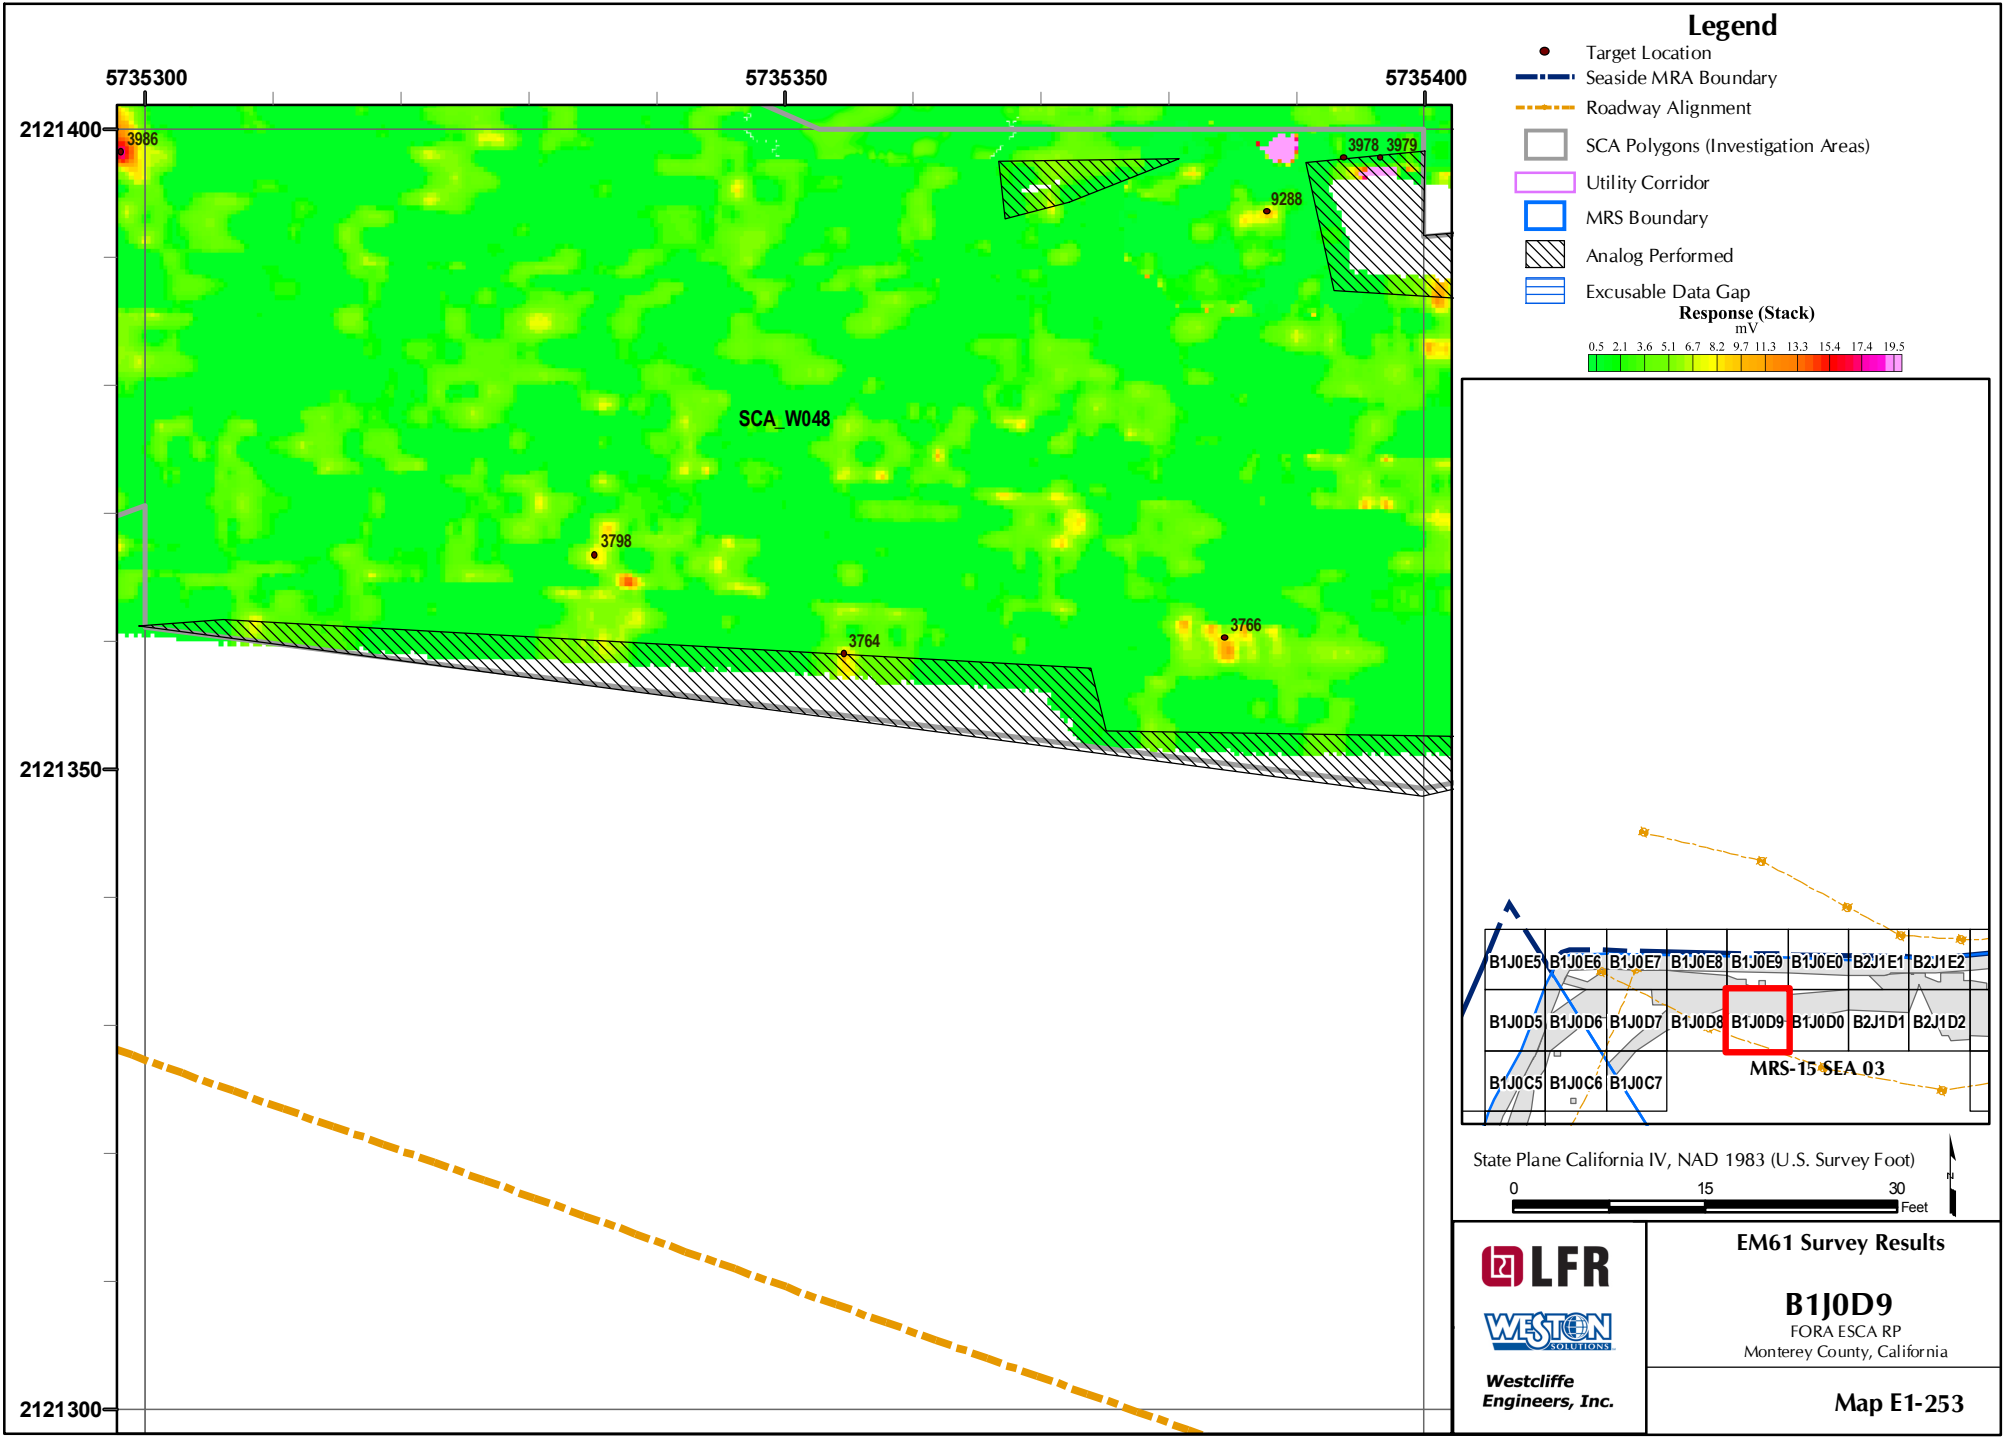 Legend
Target Location
Seaside MRA Boundary
Roadway Alignment
SCA Polygons (Investigation Areas)
Utility Corridor
MRS Boundary
Analog Performed
Excusable Data Gap
Response (Stack)
mV
0.5 2.1 3.6 5.1 6.7 8.2 9.7 11.3 13.3 15.4 17.4 19.5
5735300 5735350 5735400
2121400
3986
3978 3979
9288
SCA_W048
3798
3766
3764
2121350
2121300
B1J0E5 B1J0E6 B1J0E7 B1J0E8 B1J0E9 B1J0E0 B2J1E1 B2J1E2
B1J0D5 B1J0D6 B1J0D7 B1J0D8 B1J0D9 B1J0D0 B2J1D1 B2J1D2
MRS-15 SEA 03
B1J0C5 B1J0C6 B1J0C7
State Plane California IV, NAD 1983 (U.S. Survey Foot)
0 15 30
Feet
N
LFR
WESTON
SOLUTIONS
Westcliffe
Engineers, Inc.
EM61 Survey Results
B1J0D9
FORA ESCA RP
Monterey County, California
Map E1-253